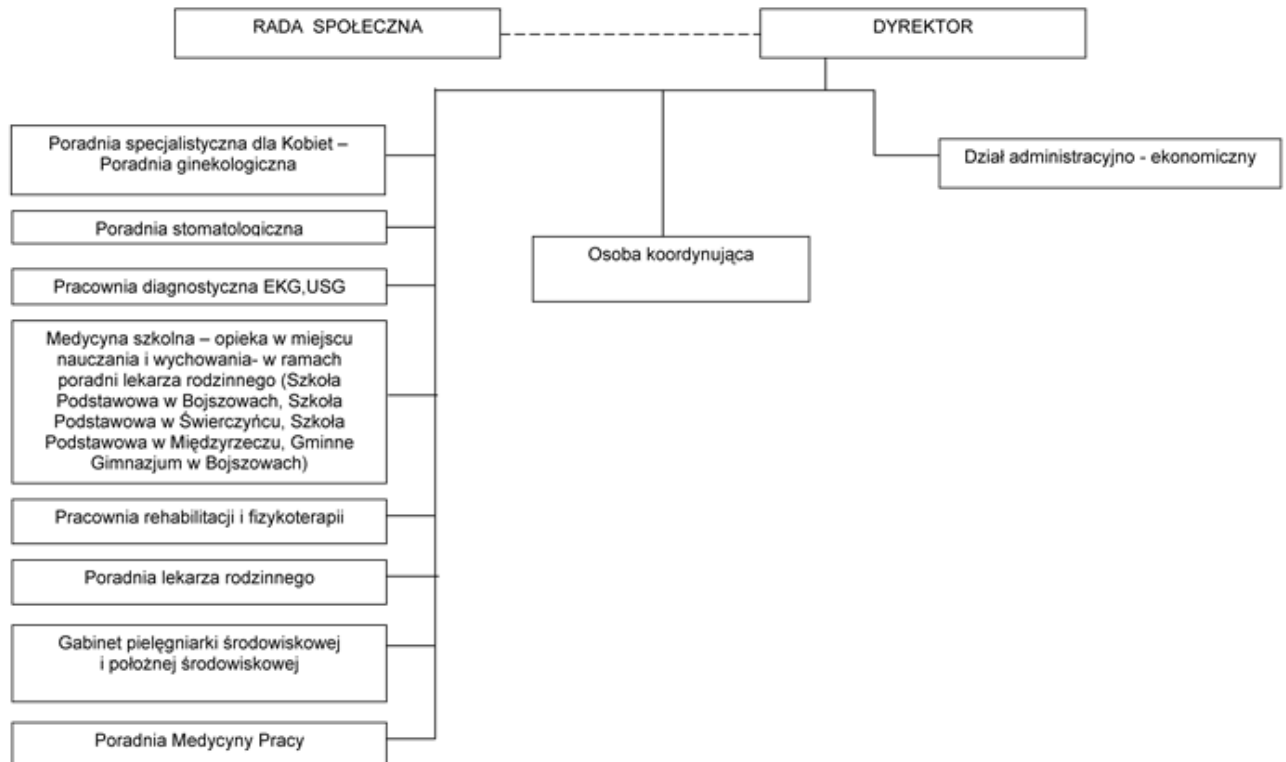 RADA SPOŁECZNA
DYREKTOR
Poradnia specjalistyczna dla Kobiet –
Poradnia ginekologiczna
Dział administracyjno - ekonomiczny
Poradnia stomatologiczna
Osoba koordynująca
Pracownia diagnostyczna EKG,USG
Medycyna szkolna – opieka w miejscu
nauczania i wychowania- w ramach
poradni lekarza rodzinnego (Szkoła
Podstawowa w Bojszowach, Szkoła
Podstawowa w Świerczyńcu, Szkoła
Podstawowa w Międzyrzeczu, Gminne
Gimnazjum w Bojszowach)
Pracownia rehabilitacji i fizykoterapii
Poradnia lekarza rodzinnego
Gabinet pielęgniarki środowiskowej
i położnej środowiskowej
Poradnia Medycyny Pracy